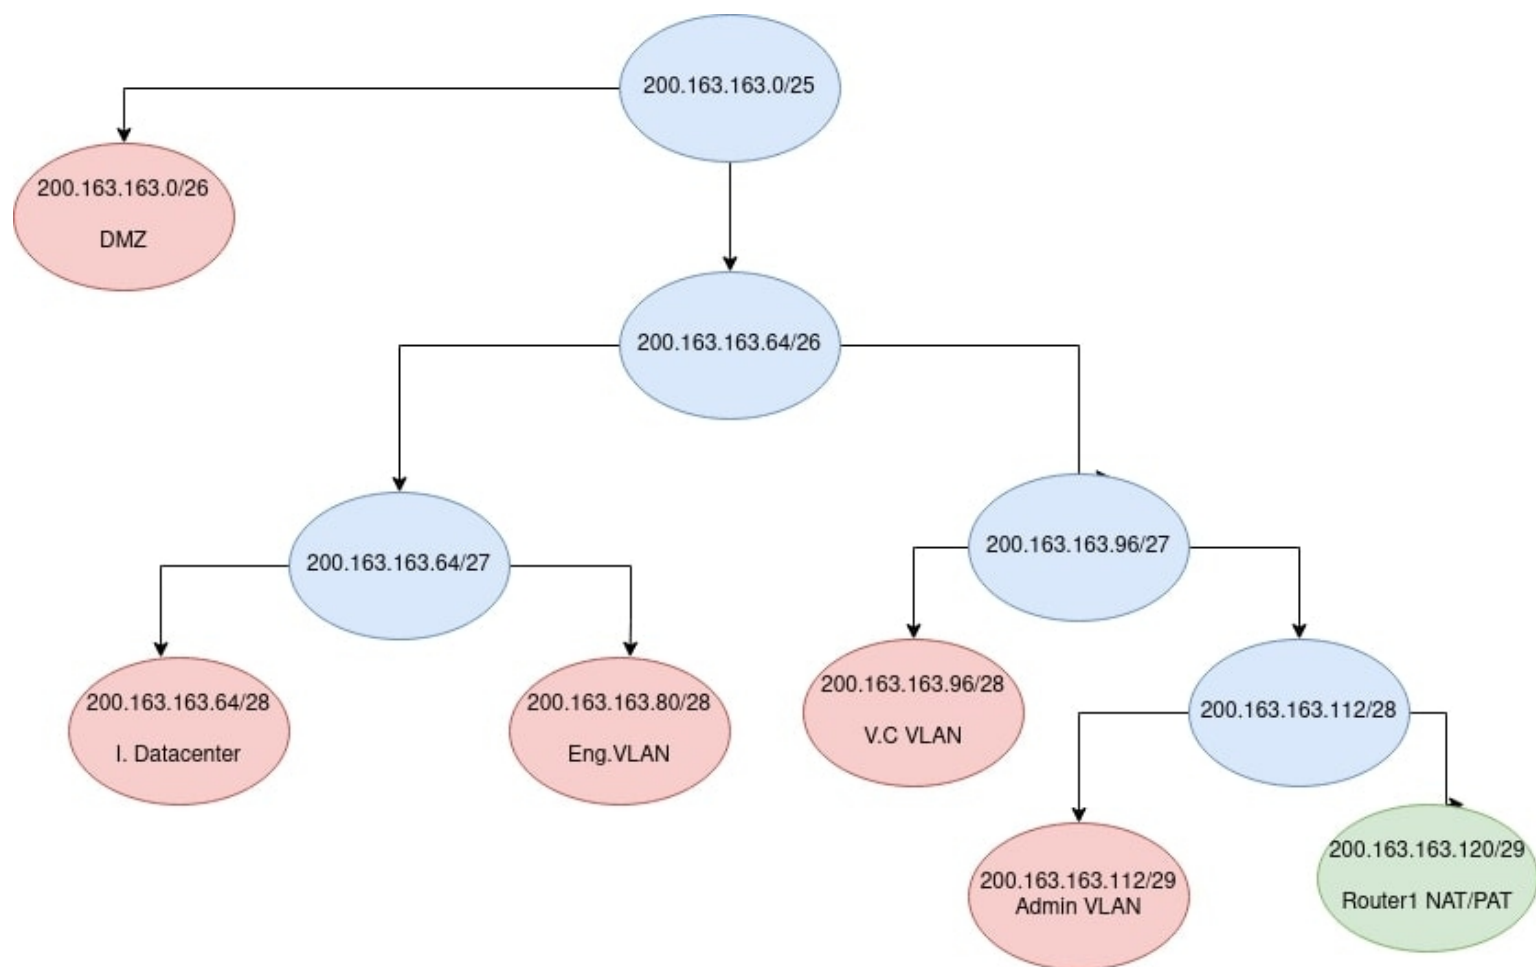 200.163.163.0/25
200.163.163.0/26
DMZ
200.163.163.64/26
200.163.163.64/27
200.163.163.96/27
200.163.163.64/28
I. Datacenter
200.163.163.80/28
Eng.VLAN
200.163.163.96/28
V.C VLAN
200.163.163.112/28
200.163.163.112/29
Admin VLAN
200.163.163.120/29
Router1 NAT/PAT